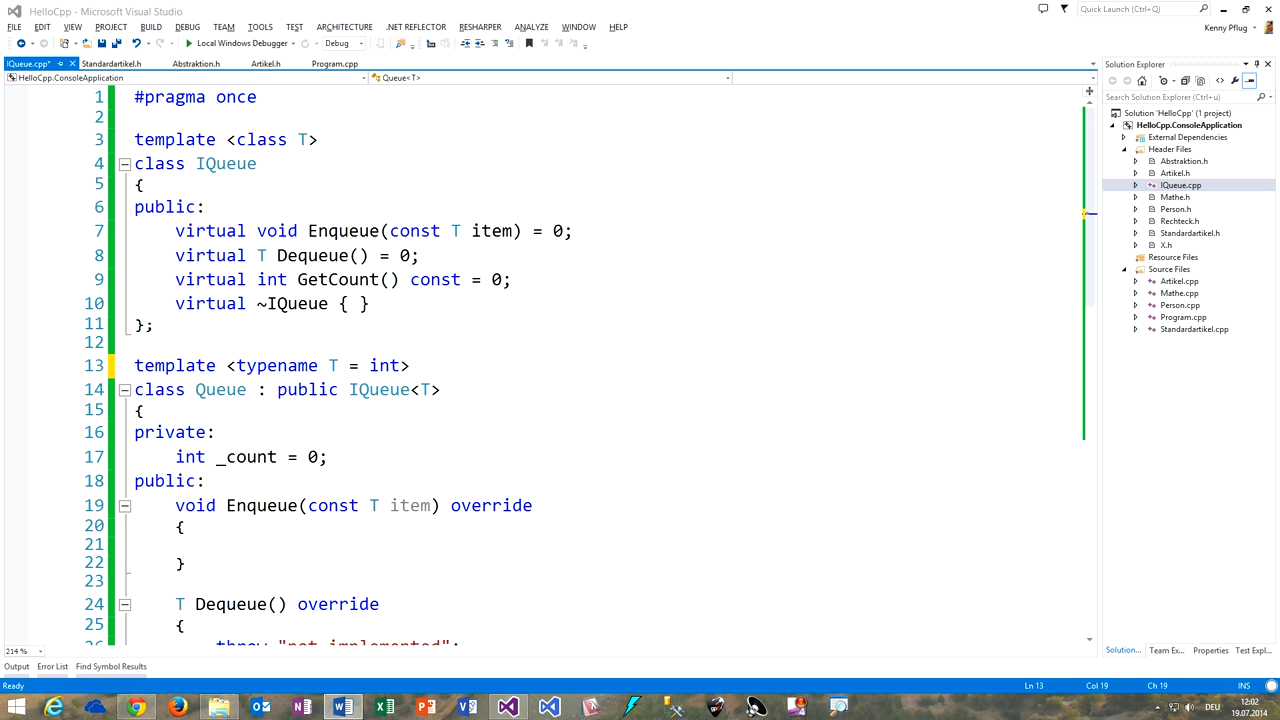 HelloCpp - Microsoft Visual Studio
Quick Launch (Ctrl+Q)
FILE EDIT VIEW PROJECT BUILD DEBUG TEAM TOOLS TEST ARCHITECTURE .NET REFLECTOR RESHARPER ANALYZE WINDOW HELP
Kenny Pflug
Local Windows Debugger Debug
IQueue.cpp* Standardartikel.h Abstraktion.h Artikel.h Program.cpp
HelloCpp.ConsoleApplication Queue<T>
1 #pragma once
2
3 template <class T>
4 class IQueue
5 {
6 public:
7 virtual void Enqueue(const T item) = 0;
8 virtual T Dequeue() = 0;
9 virtual int GetCount() const = 0;
10 virtual ~IQueue { }
11 };
12
13 template <typename T = int>
14 class Queue : public IQueue<T>
15 {
16 private:
17 int _count = 0;
18 public:
19 void Enqueue(const T item) override
20 {
21
22 }
23
24 T Dequeue() override
25 {
26 throw "not implemented";
214 %
Solution Explorer
Search Solution Explorer (Ctrl+ü)
Solution 'HelloCpp' (1 project)
HelloCpp.ConsoleApplication
External Dependencies
Header Files
Abstraktion.h
Artikel.h
IQueue.cpp
Mathe.h
Person.h
Rechteck.h
Standardartikel.h
X.h
Resource Files
Source Files
Artikel.cpp
Mathe.cpp
Person.cpp
Program.cpp
Standardartikel.cpp
Solution... Team Ex... Properties Test Expl...
Output Error List Find Symbol Results
Ready Ln 13 Col 19 Ch 19 INS
DEU
12:02
19.07.2014